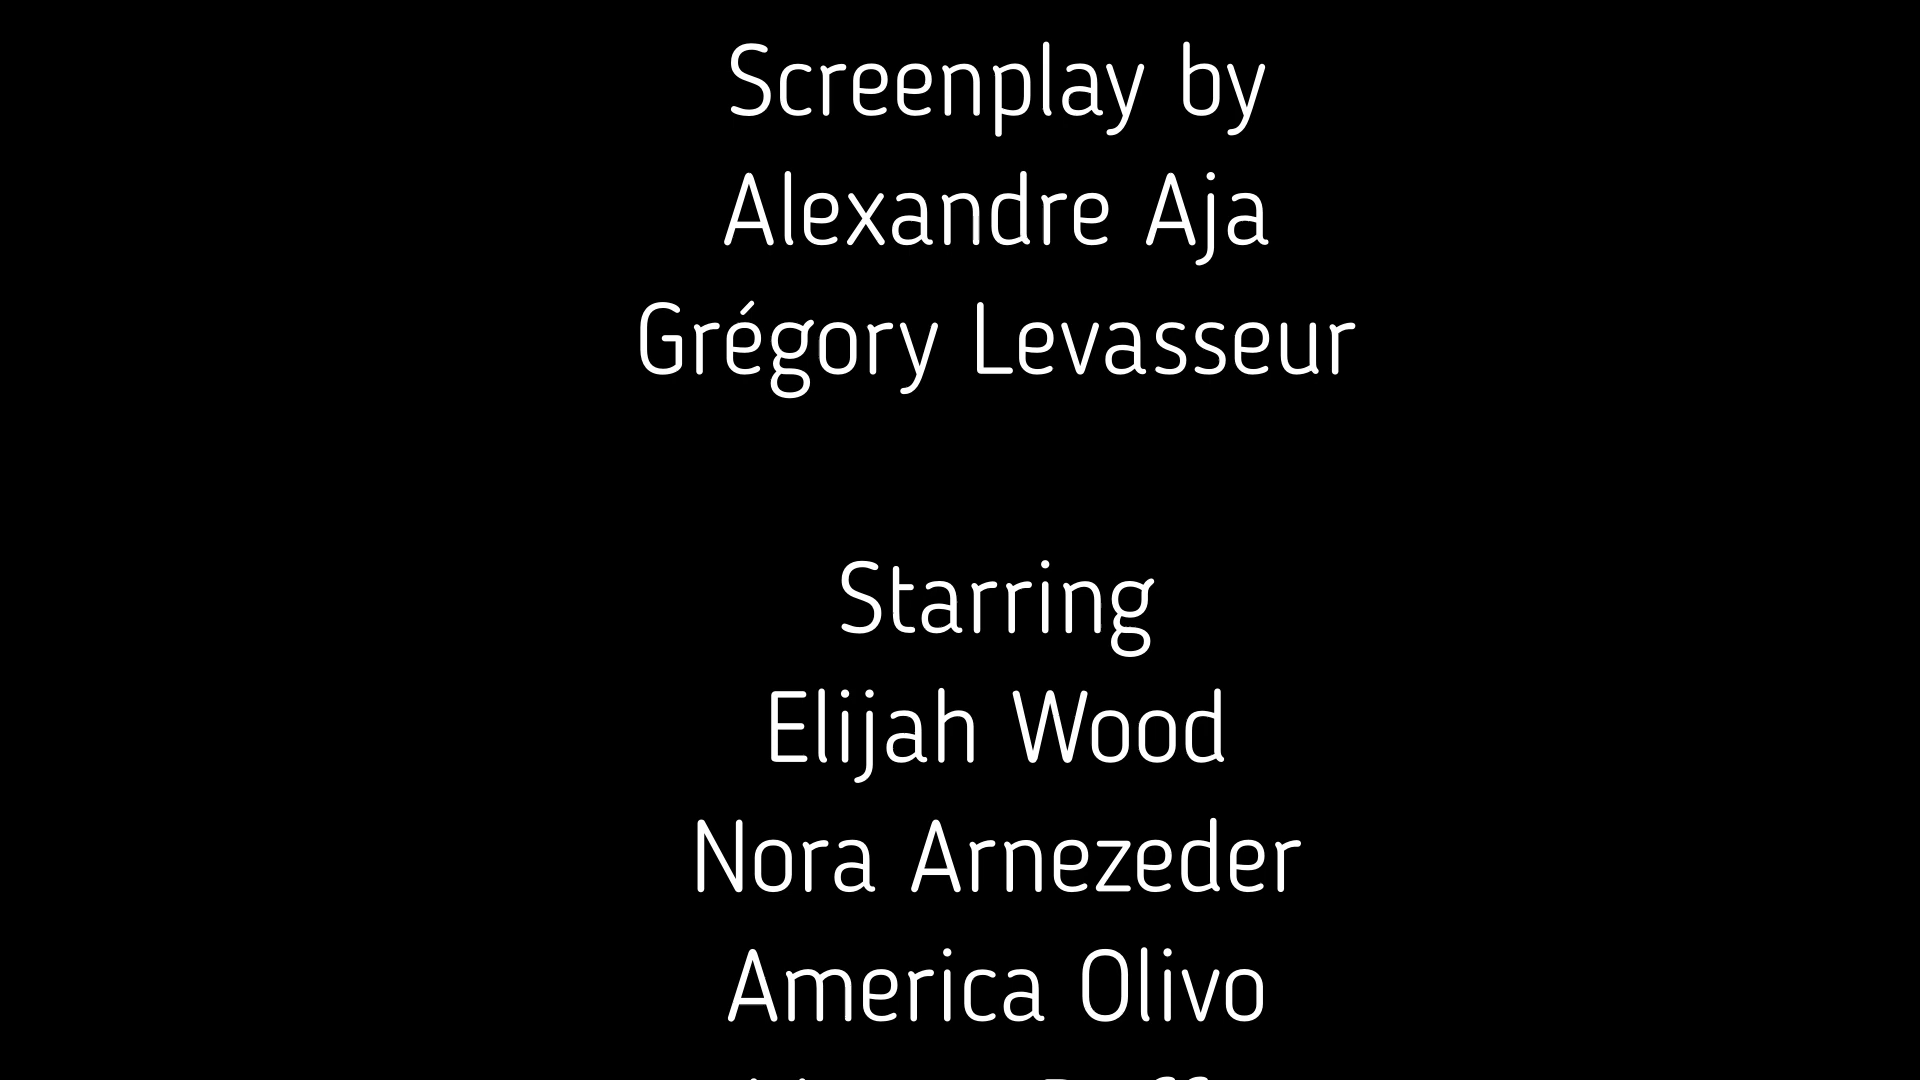 Screenplay by
Alexandre Aja
Grégory Levasseur
Starring
Elijah Wood
Nora Arnezeder
America Olivo